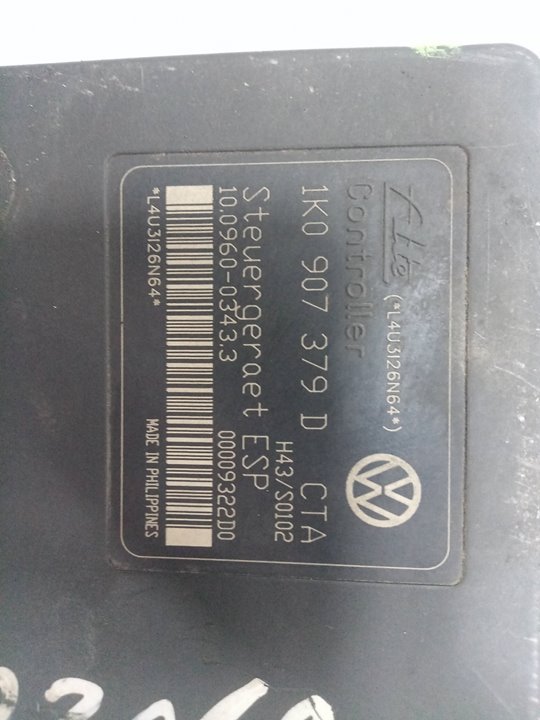 Ate (*L4U3126N64*)
Controller
1K0 907 379 D CTA
H43/S0102
Steuergeraet ESP
10.0960-0343.3 00009322D0
*L4U3126N64* MADE IN PHILIPPINES